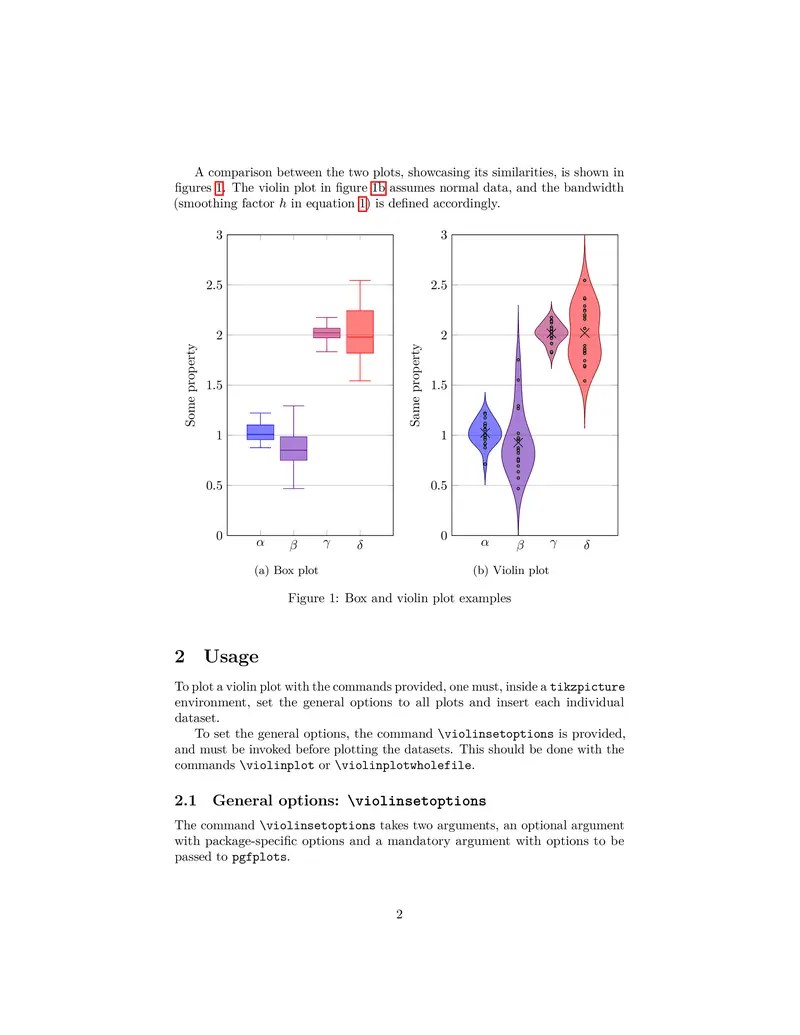 A comparison between the two plots, showcasing its similarities, is shown in
figures 1. The violin plot in figure 1b assumes normal data, and the bandwidth
(smoothing factor h in equation 1) is defined accordingly.
3
2.5
2
1.5
1
0.5
0
Some property
α
β
γ
δ
(a) Box plot
3
2.5
2
1.5
1
0.5
0
Same property
α
β
γ
δ
(b) Violin plot
Figure 1: Box and violin plot examples
2 Usage
To plot a violin plot with the commands provided, one must, inside a tikzpicture
environment, set the general options to all plots and insert each individual
dataset.
To set the general options, the command \violinsetoptions is provided,
and must be invoked before plotting the datasets. This should be done with the
commands \violinplot or \violinplotwholefile.
2.1 General options: \violinsetoptions
The command \violinsetoptions takes two arguments, an optional argument
with package-specific options and a mandatory argument with options to be
passed to pgfplots.
2